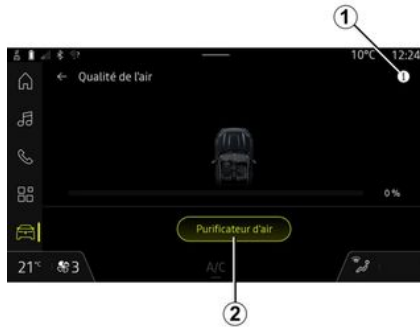 1
10°C 12:24
← Qualité de l'air
0 %
Purificateur d'air
21°c 3 A/C
2